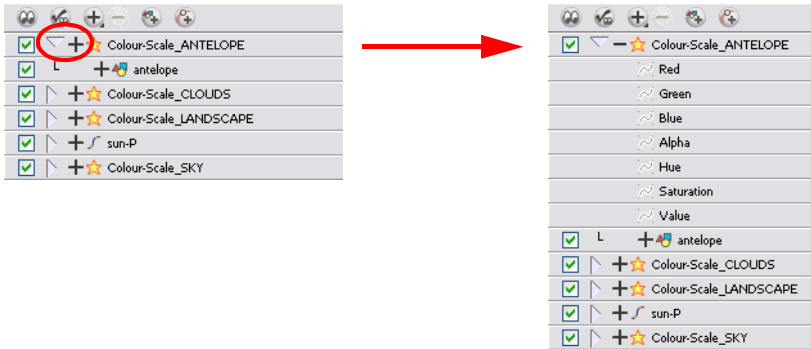 Colour-Scale_ANTELOPE
antelope
Colour-Scale_CLOUDS
Colour-Scale_LANDSCAPE
sun-P
Colour-Scale_SKY
Colour-Scale_ANTELOPE
Red
Green
Blue
Alpha
Hue
Saturation
Value
antelope
Colour-Scale_CLOUDS
Colour-Scale_LANDSCAPE
sun-P
Colour-Scale_SKY